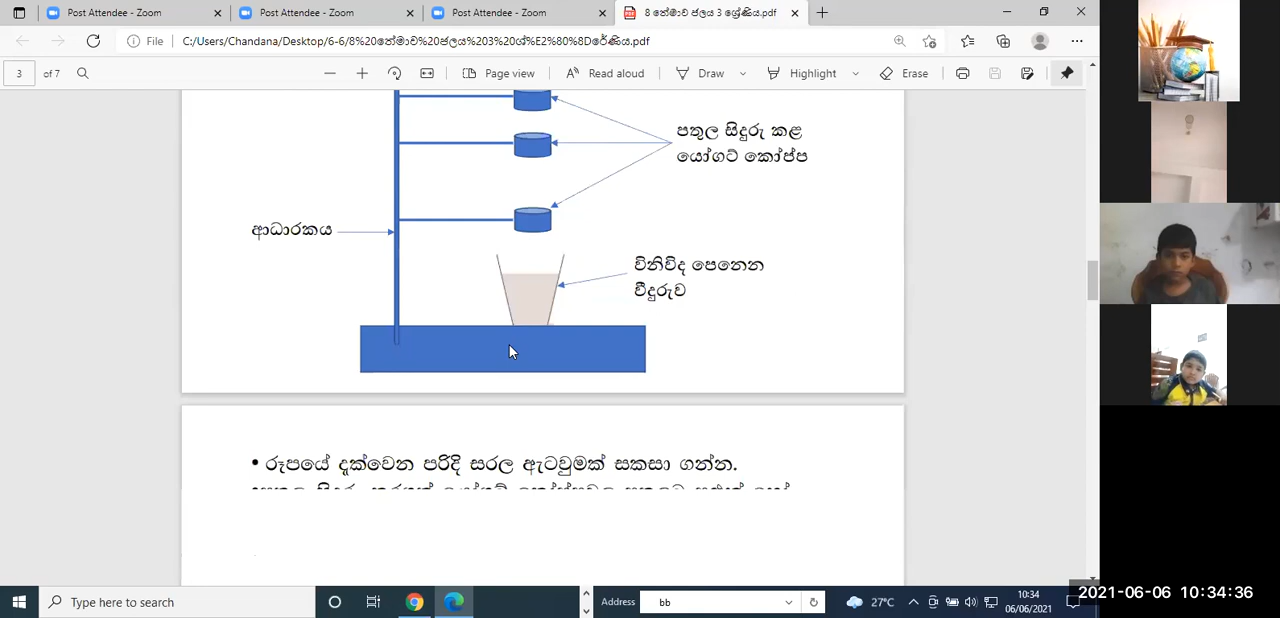 Post Attendee - Zoom
Post Attendee - Zoom
Post Attendee - Zoom
8 තේමාව ජලය 3 ශ්‍රේණිය.pdf
File
C:/Users/Chandana/Desktop/6-6/8%20තේමාව%20ජලය%203%20ශ්%E2%80%8Dරේණිය.pdf
3
of 7
Page view
Read aloud
Draw
Highlight
Erase
පතුල සිදුරු කළ
යෝගට් කෝප්ප
ආධාරකය
විනිවිද පෙනෙන
වීදුරුව
• රූපයේ දැක්වෙන පරිදි සරල ඇටවුමක් සකසා ගන්න.
Type here to search
Address
bb
27°C
10:34
06/06/2021
2021-06-06 10:34:36